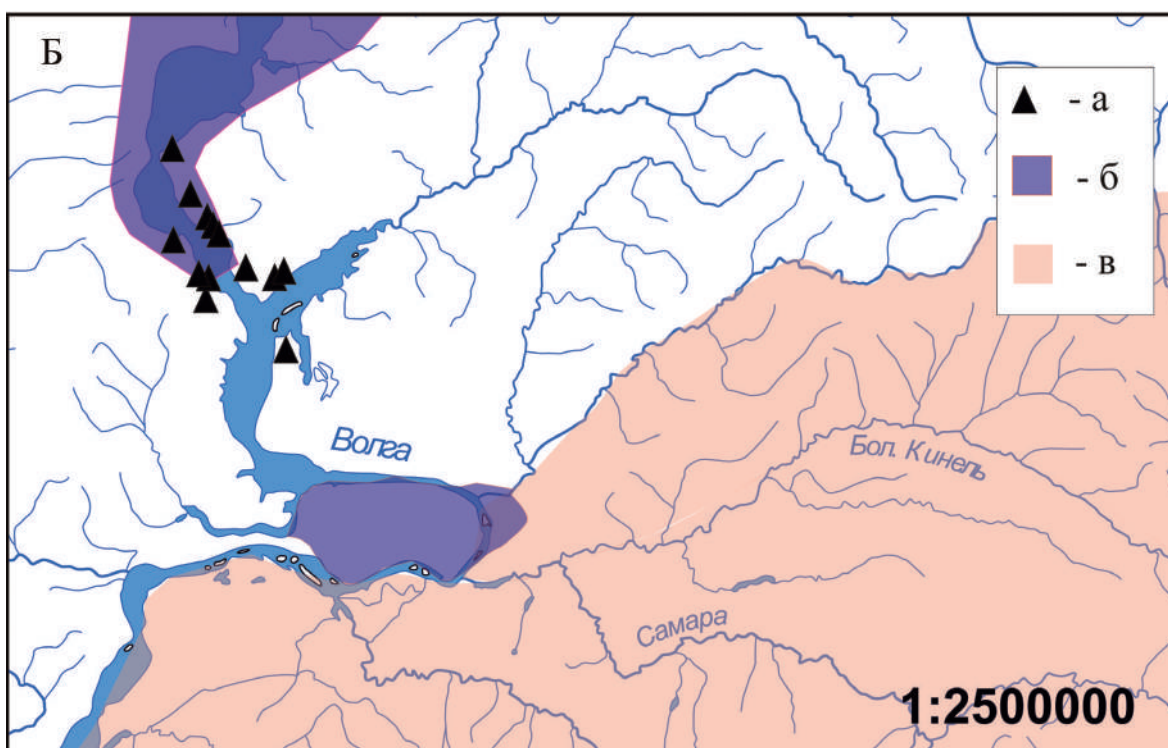 Б
- а
- б
- в
Волга
Бол. Кинель
Самара
1:2500000